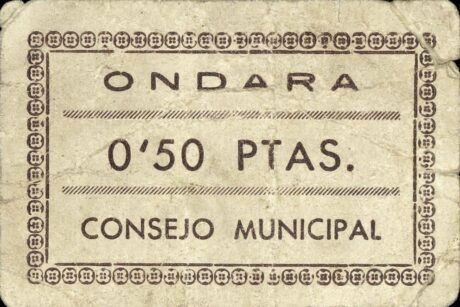 ONDARA
0'50 PTAS.
CONSEJO MUNICIPAL